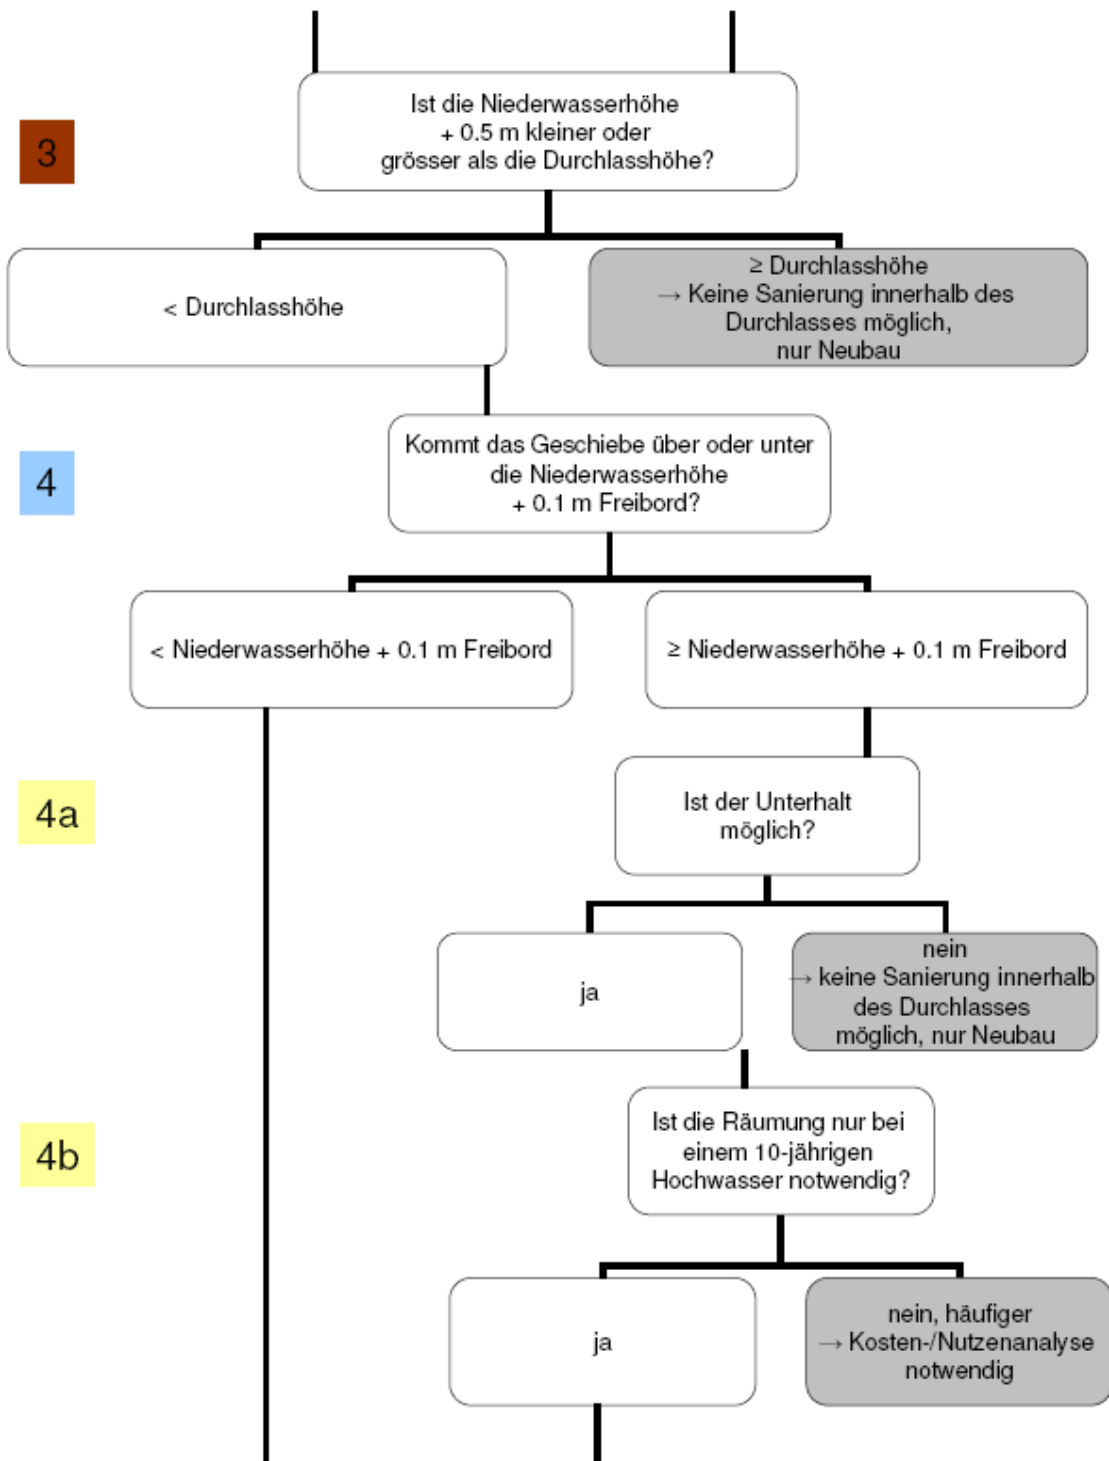 3
Ist die Niederwasserhöhe
+ 0.5 m kleiner oder
grösser als die Durchlasshöhe?
< Durchlasshöhe
≥ Durchlasshöhe
→ Keine Sanierung innerhalb des
Durchlasses möglich,
nur Neubau
4
Kommt das Geschiebe über oder unter
die Niederwasserhöhe
+ 0.1 m Freibord?
< Niederwasserhöhe + 0.1 m Freibord
≥ Niederwasserhöhe + 0.1 m Freibord
4a
Ist der Unterhalt
möglich?
ja
nein
→ keine Sanierung innerhalb
des Durchlasses
möglich, nur Neubau
4b
Ist die Räumung nur bei
einem 10-jährigen
Hochwasser notwendig?
ja
nein, häufiger
→ Kosten-/Nutzenanalyse
notwendig